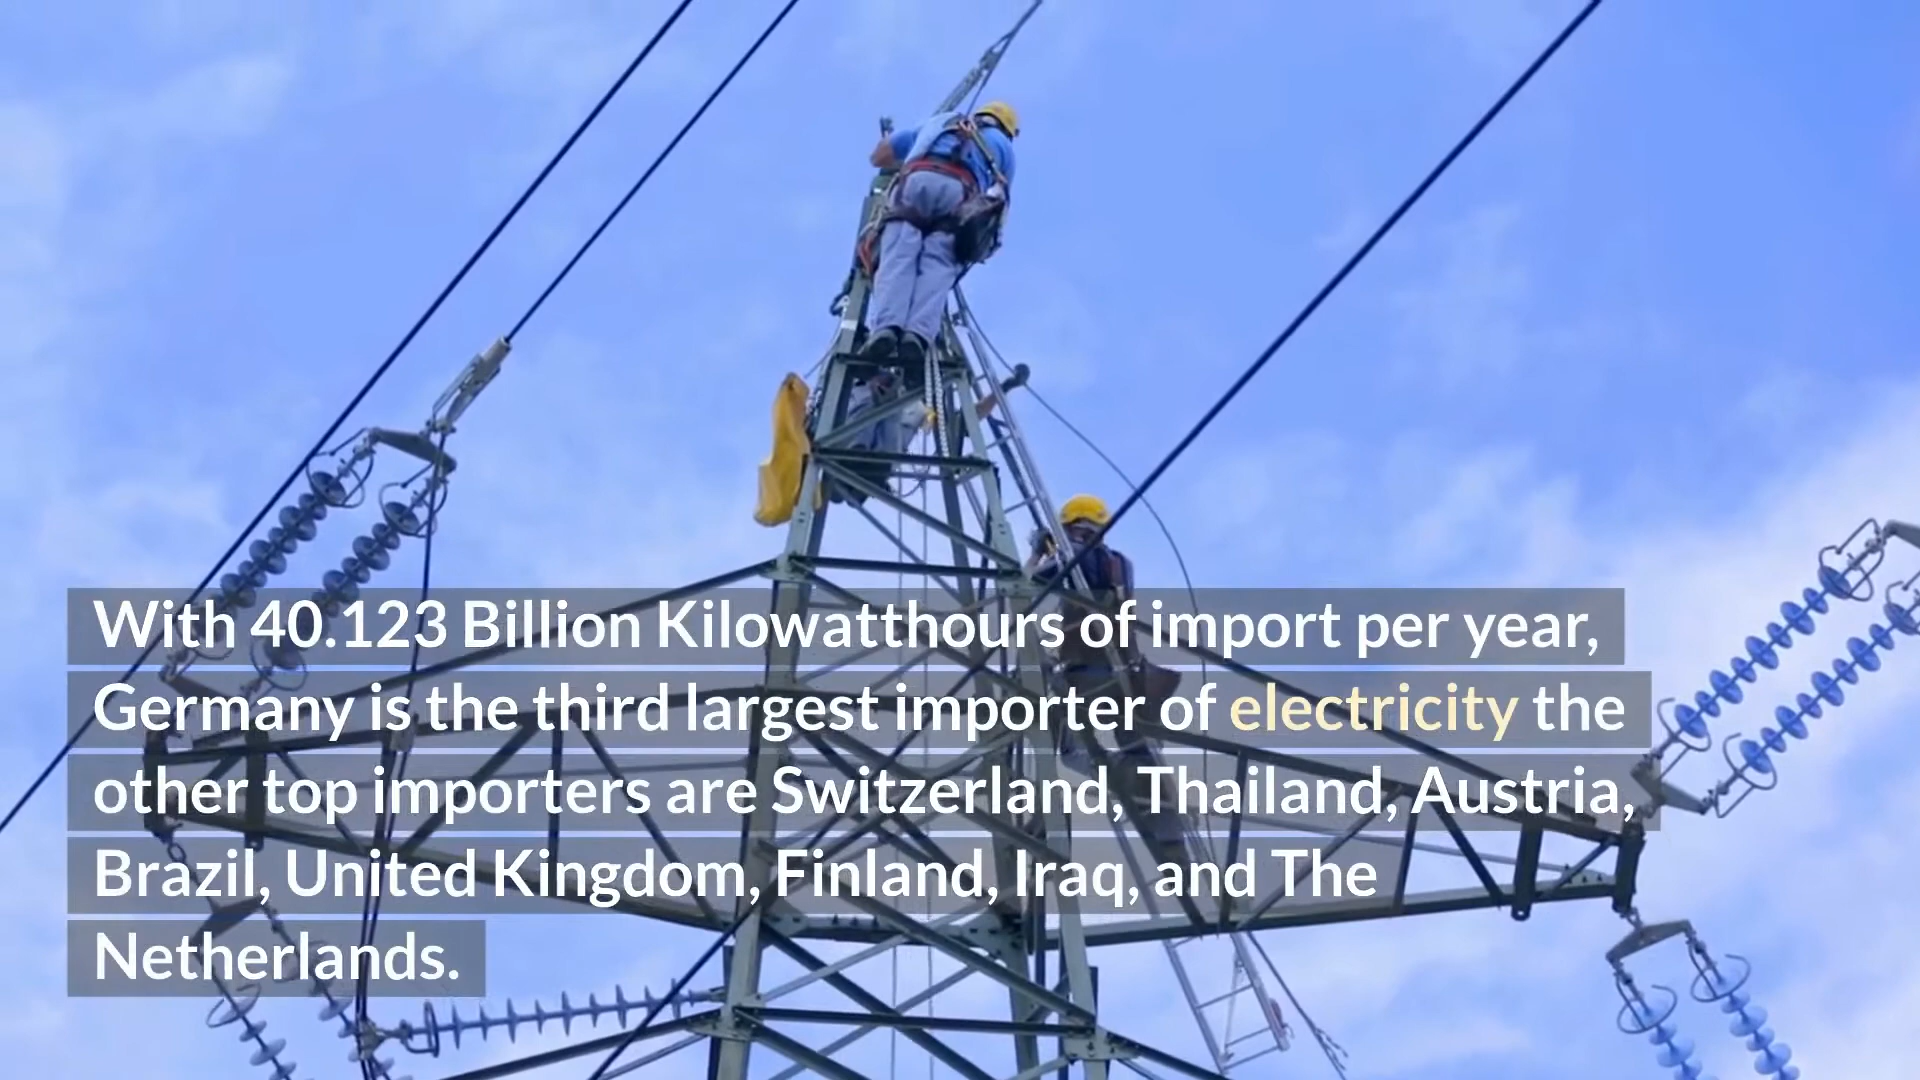 With 40.123 Billion Kilowatthours of import per year,
Germany is the third largest importer of electricity the
other top importers are Switzerland, Thailand, Austria,
Brazil, United Kingdom, Finland, Iraq, and The
Netherlands.